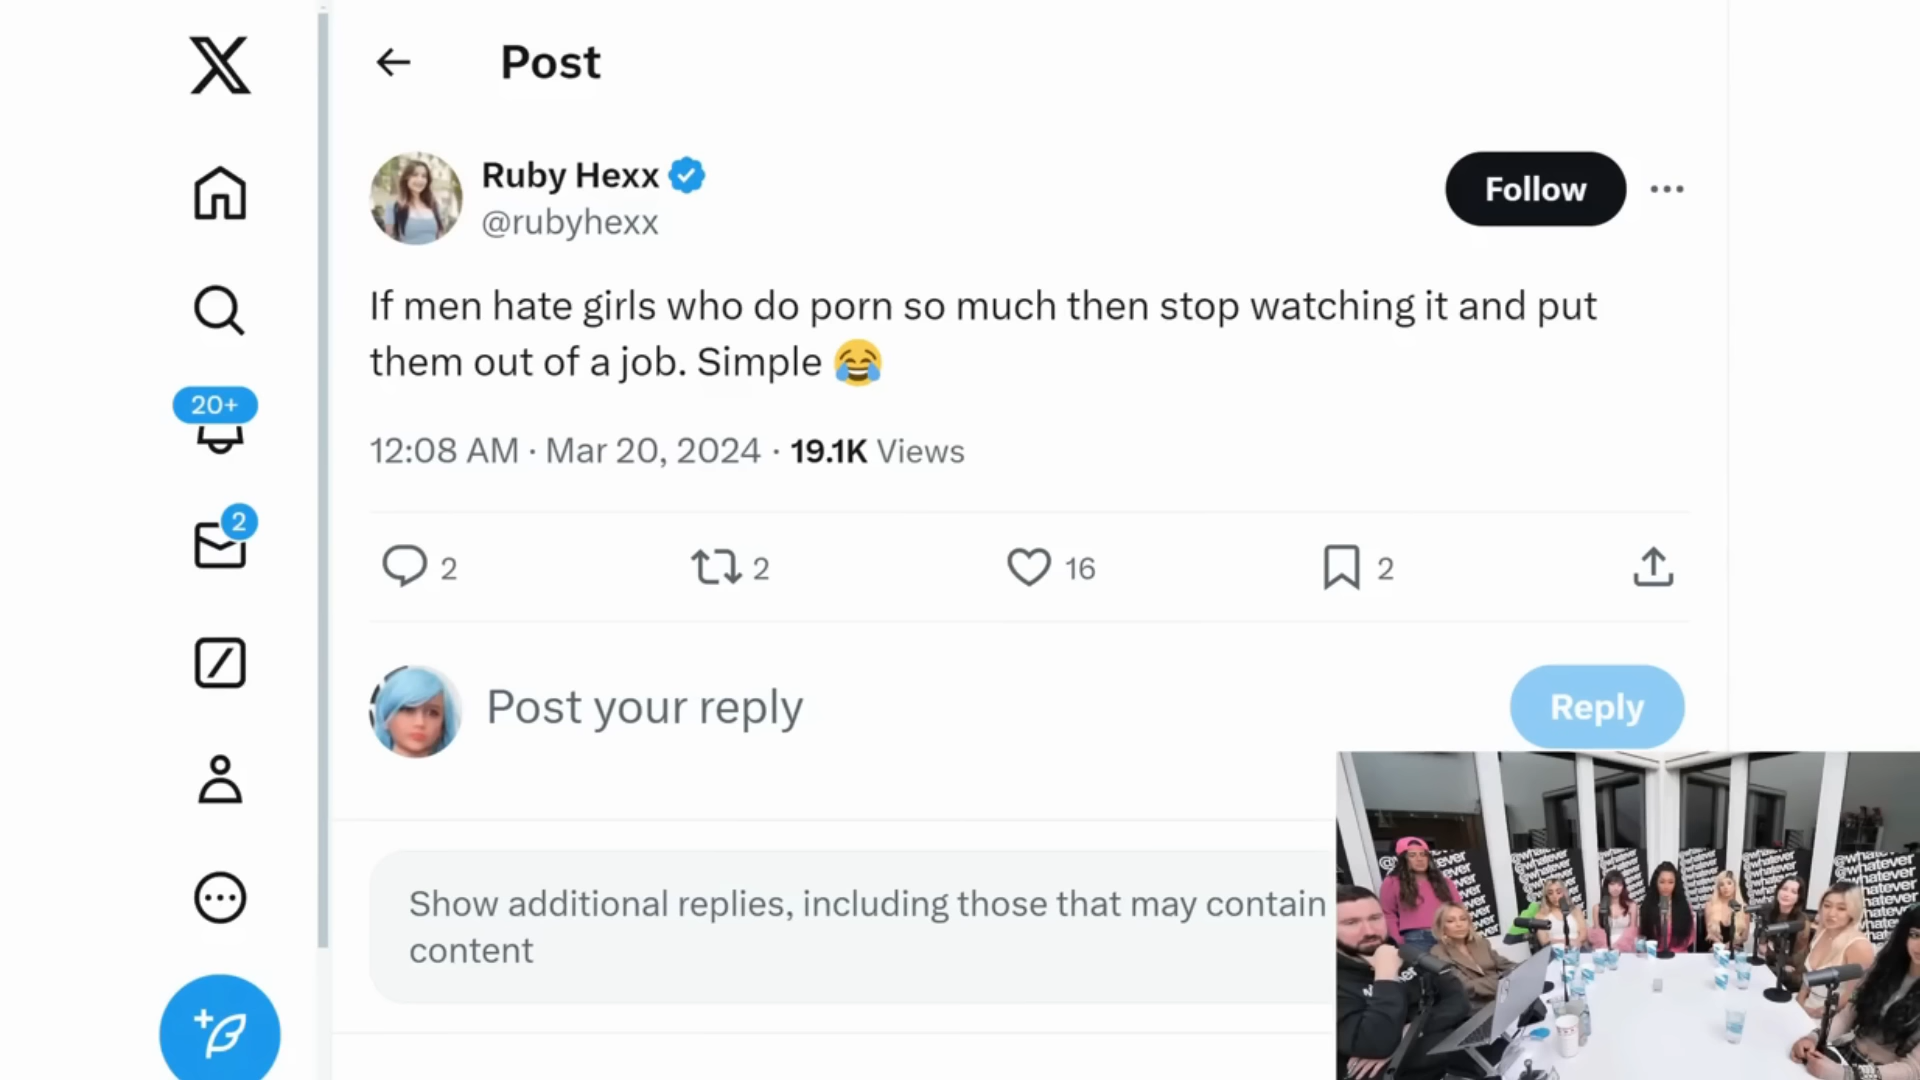 Post
Ruby Hexx
@rubyhexx
Follow
If men hate girls who do porn so much then stop watching it and put
them out of a job. Simple 😂
12:08 AM · Mar 20, 2024 · 19.1K Views
20+
2
2
2
16
2
Post your reply
Reply
Show additional replies, including those that may contain
content
@whatever
whatever